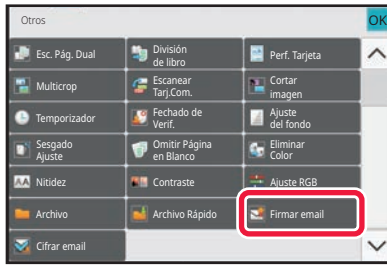 Otros
OK
Esc. Pág. Dual
División
de libro
Perf. Tarjeta
Multicrop
Escanear
Tarj.Com.
Cortar
imagen
Temporizador
Fechado de
Verif.
Ajuste
del fondo
Sesgado
Ajuste
Omitir Página
en Blanco
Eliminar
Color
AA Nitidez
Contraste
Ajuste RGB
Archivo
Archivo Rápido
Firmar email
Cifrar email